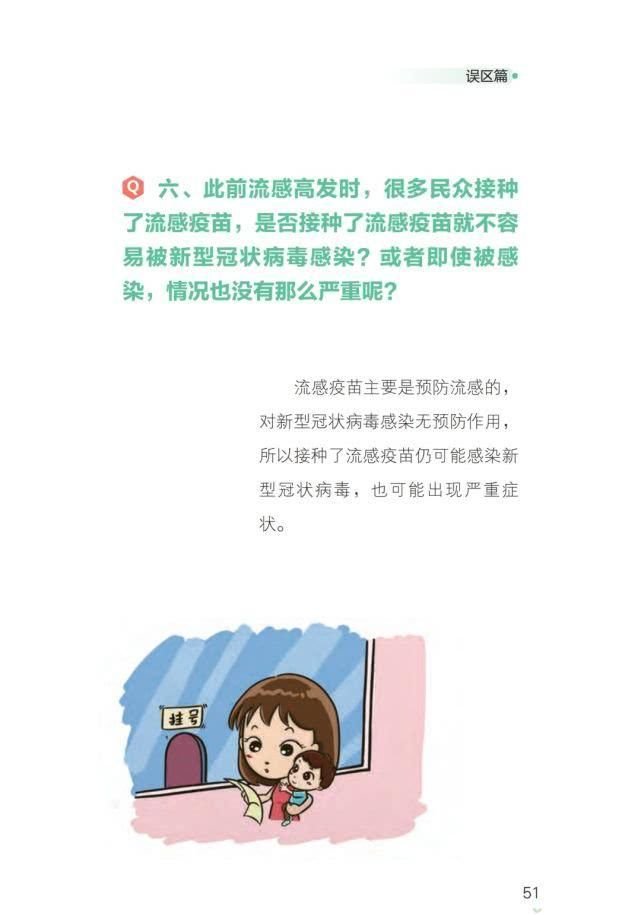 误区篇
Q 六、此前流感高发时，很多民众接种
了流感疫苗，是否接种了流感疫苗就不容
易被新型冠状病毒感染？或者即使被感
染，情况也没有那么严重呢？
流感疫苗主要是预防流感的，
对新型冠状病毒感染无预防作用，
所以接种了流感疫苗仍可能感染新
型冠状病毒，也可能出现严重症
状。
挂号
51